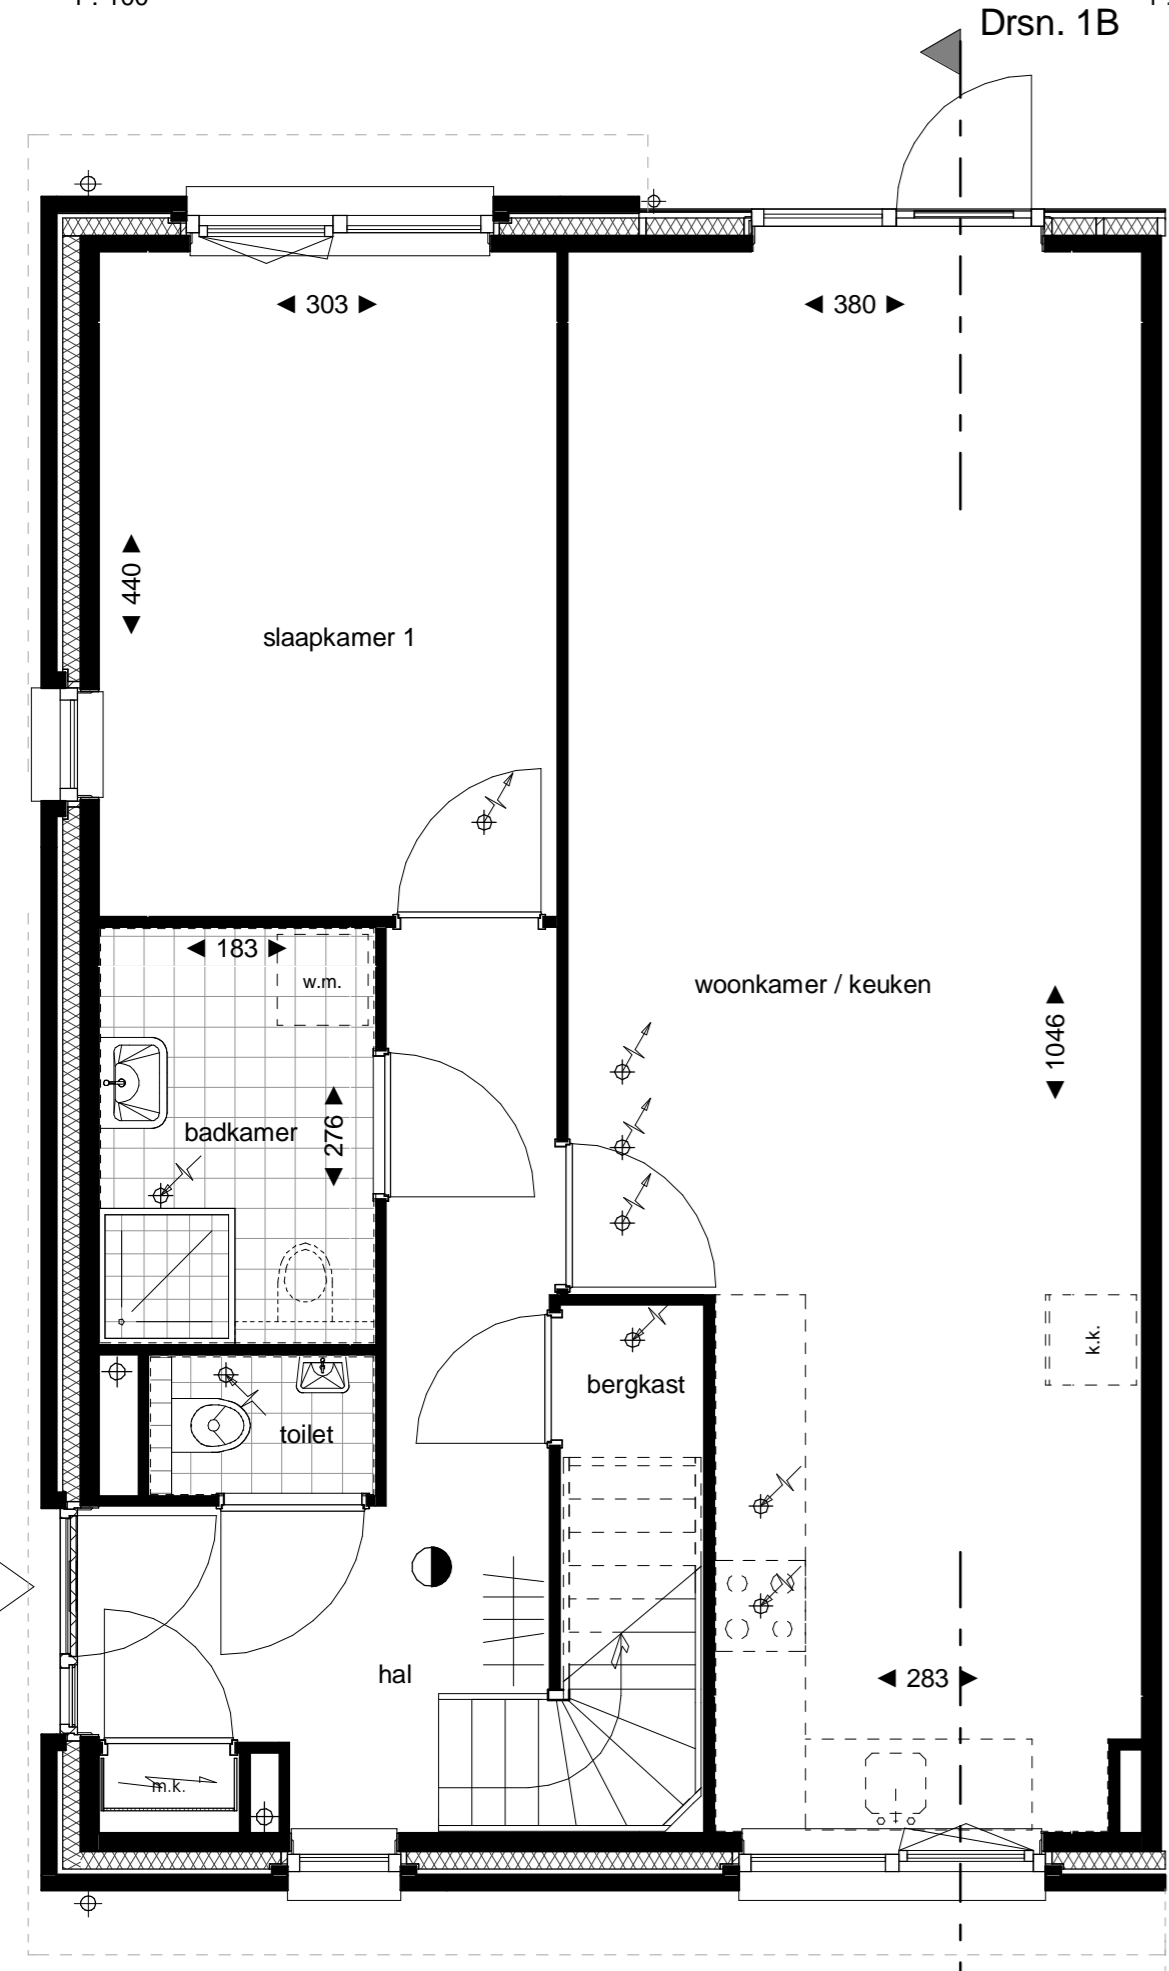 Drsn. 1B
◄ 303 ►
◄ 380 ►
◄ 440 ►
slaapkamer 1
◄ 183 ►
w.m.
woonkamer / keuken
◄ 1046 ►
badkamer
◄ 276 ►
k.k.
bergkast
toilet
hal
◄ 283 ►
m.k.